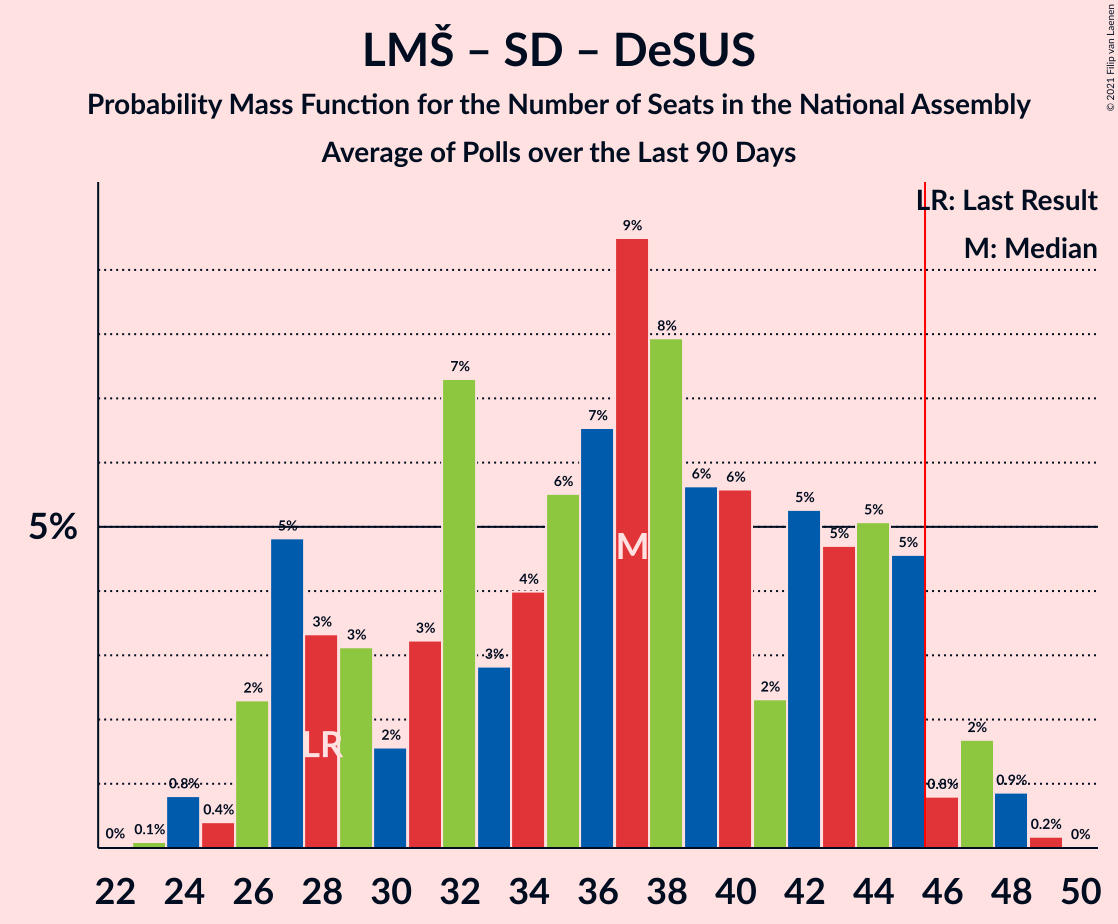 LMŠ – SD – DeSUS
Probability Mass Function for the Number of Seats in the National Assembly
Average of Polls over the Last 90 Days
© 2021 Filip van Laenen
LR: Last Result
M: Median
5%
0% 0.1% 0.8% 0.4% 2% 5% 3% 3% 2% 3% 7% 3% 4% 6% 7% 9% 8% 6% 6% 2% 5% 5% 5% 5% 0.8% 2% 0.9% 0.2% 0%
LR
M
22 24 26 28 30 32 34 36 38 40 42 44 46 48 50